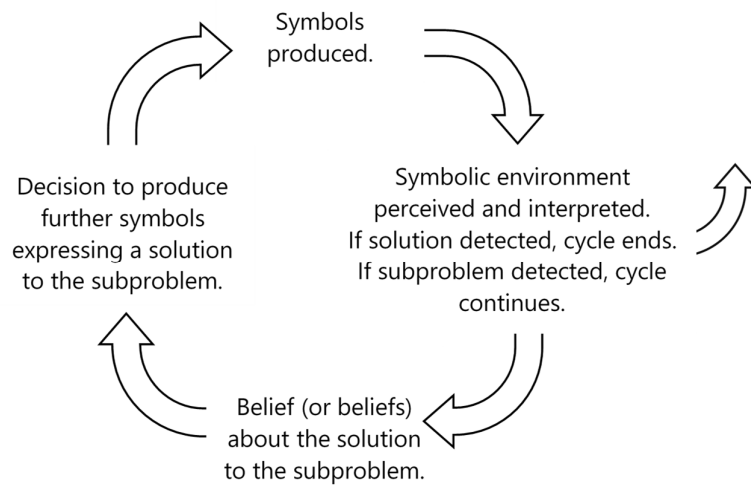 Symbols
produced.
Symbolic environment
perceived and interpreted.
If solution detected, cycle ends.
If subproblem detected, cycle
continues.
Belief (or beliefs)
about the solution
to the subproblem.
Decision to produce
further symbols
expressing a solution
to the subproblem.